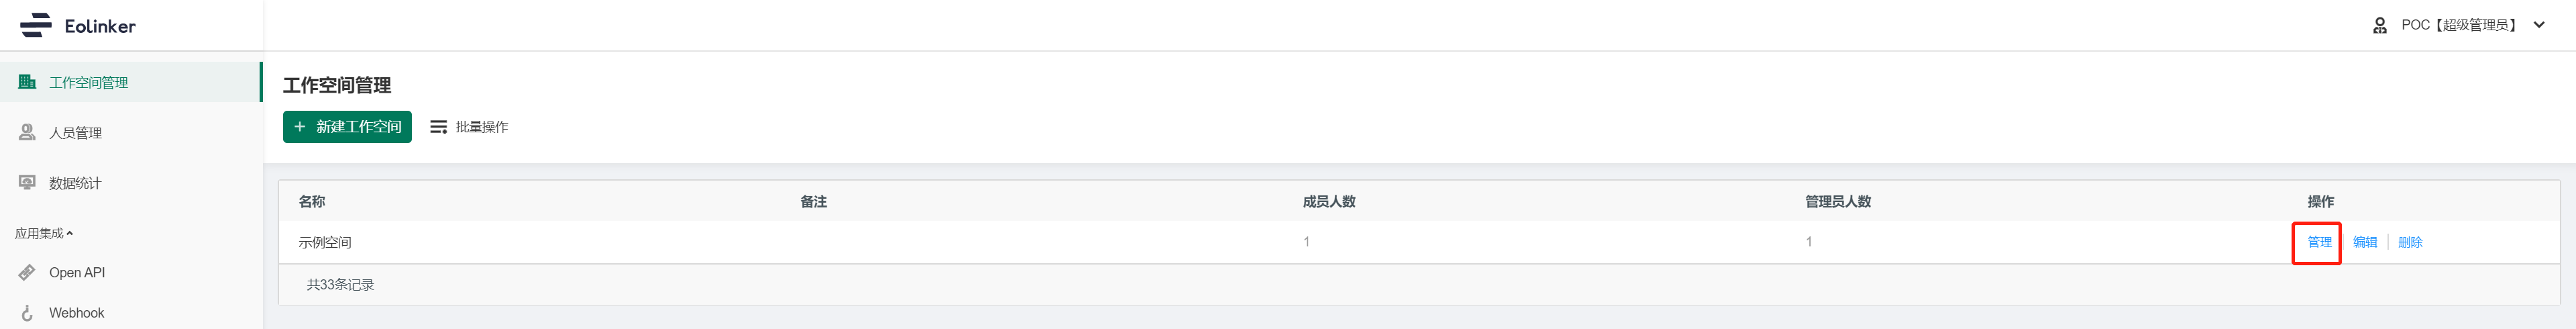 Eolinker
POC【超级管理员】
工作空间管理
人员管理
数据统计
应用集成
Open API
Webhook
工作空间管理
+ 新建工作空间 批量操作
名称 备注 成员人数 管理员人数 操作
示例空间 1 1 管理 编辑 删除
共33条记录